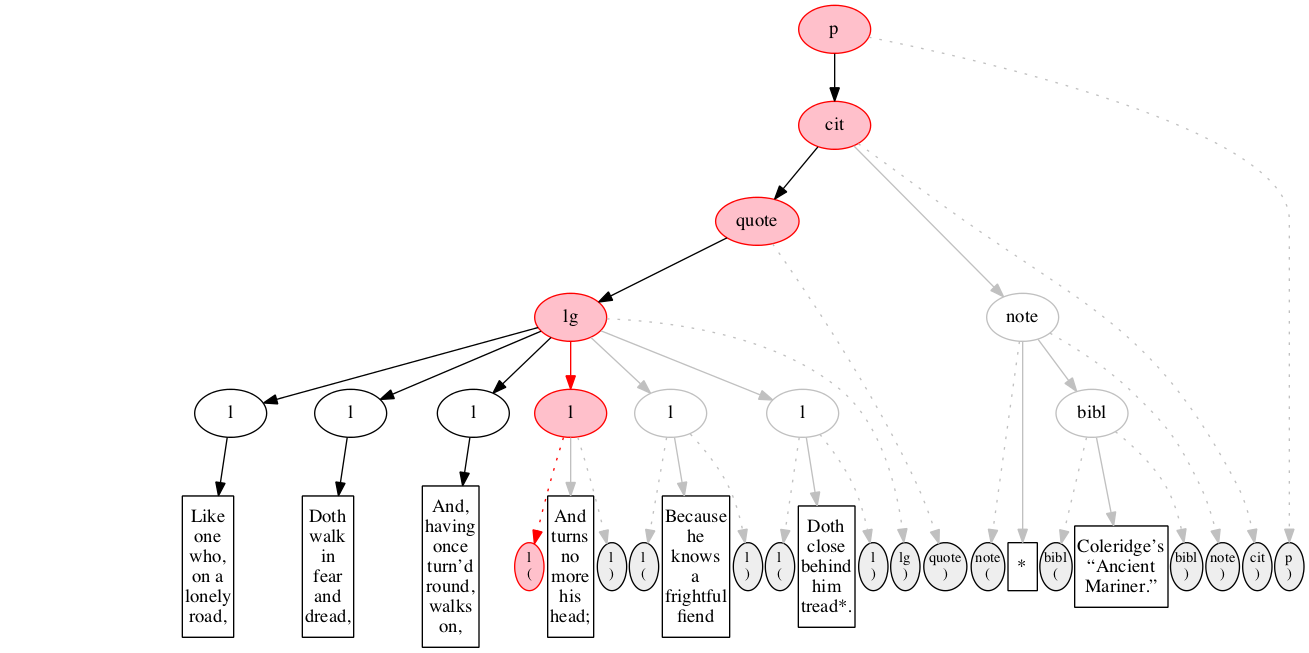 p
cit
quote
lg
note
l
l
l
l
l
l
bibl
Like
one
who,
on a
lonely
road,
Doth
walk
in
fear
and
dread,
And,
having
once
turn’d
round,
walks
on,
l
(
And
turns
no
more
his
head;
l
)
l
(
Because
he
knows
a
frightful
fiend
l
)
l
(
Doth
close
behind
him
tread*.
l
)
lg
)
quote
)
note
(
*
bibl
(
Coleridge’s
“Ancient
Mariner.”
bibl
)
note
)
cit
)
p
)